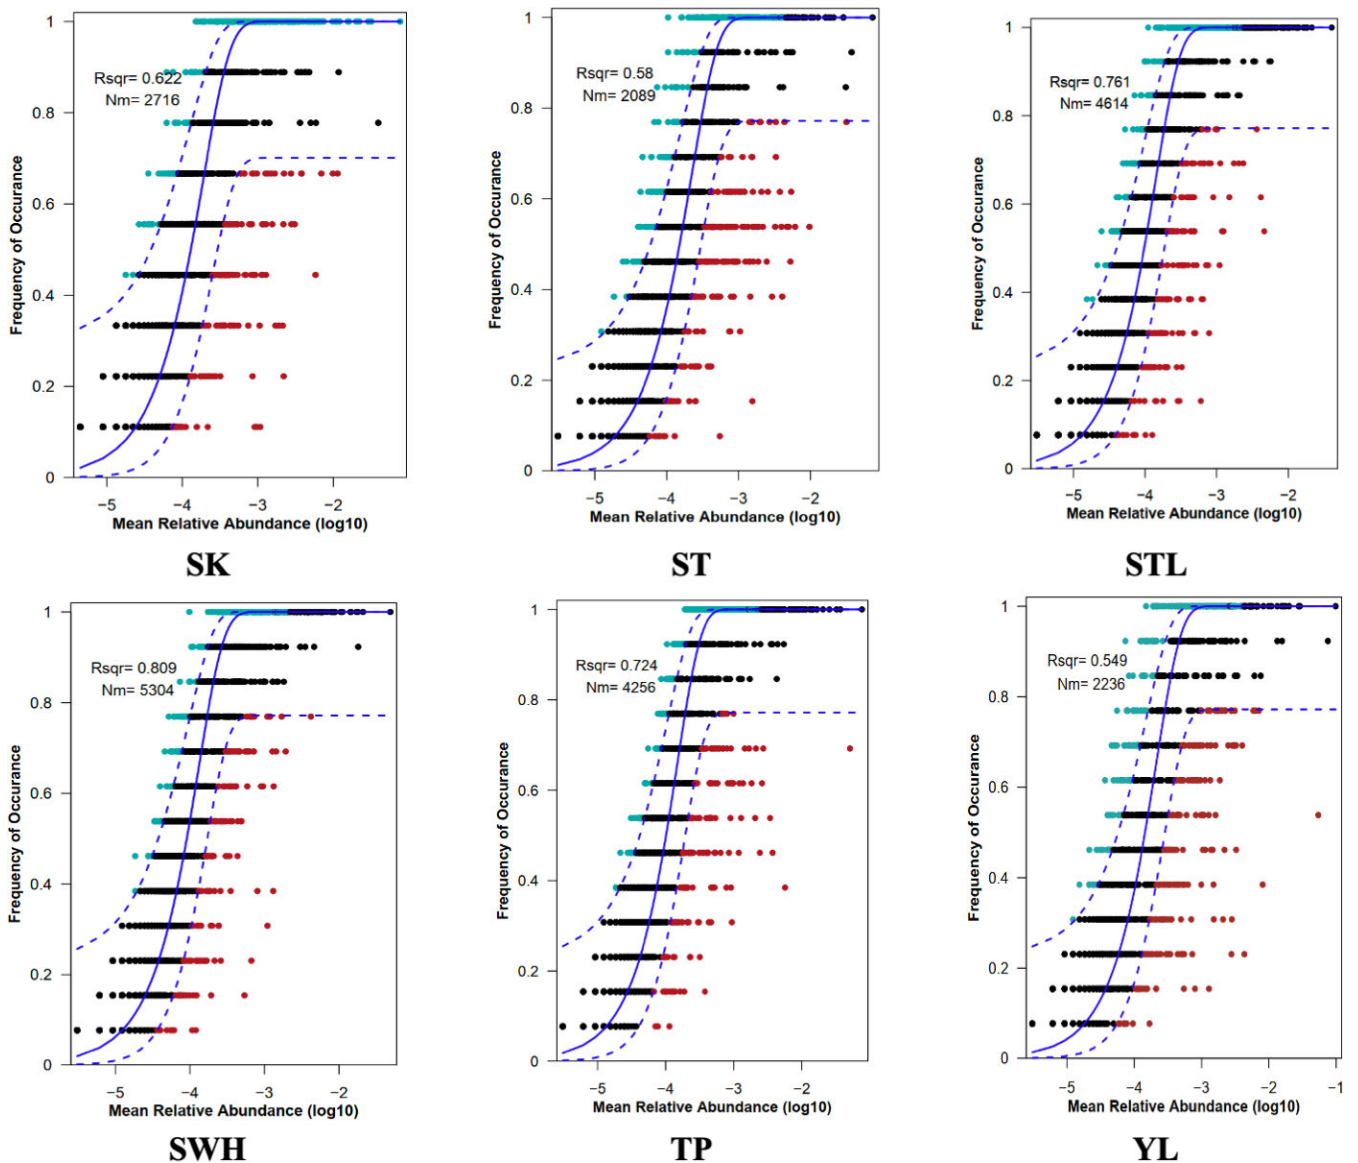 1
0.8
0.6
0.4
0.2
0
Frequency of Occurance
Rsqr= 0.622
Nm= 2716
−5 −4 −3 −2
Mean Relative Abundance (log10)
SK
1
0.8
0.6
0.4
0.2
0
Frequency of Occurance
Rsqr= 0.58
Nm= 2089
−5 −4 −3 −2
Mean Relative Abundance (log10)
ST
1
0.8
0.6
0.4
0.2
0
Frequency of Occurance
Rsqr= 0.761
Nm= 4614
−5 −4 −3 −2
Mean Relative Abundance (log10)
STL
1
0.8
0.6
0.4
0.2
0
Frequency of Occurance
Rsqr= 0.809
Nm= 5304
−5 −4 −3 −2
Mean Relative Abundance (log10)
SWH
1
0.8
0.6
0.4
0.2
0
Frequency of Occurance
Rsqr= 0.724
Nm= 4256
−5 −4 −3 −2
Mean Relative Abundance (log10)
TP
1
0.8
0.6
0.4
0.2
0
Frequency of Occurance
Rsqr= 0.549
Nm= 2236
−5 −4 −3 −2 −1
Mean Relative Abundance (log10)
YL